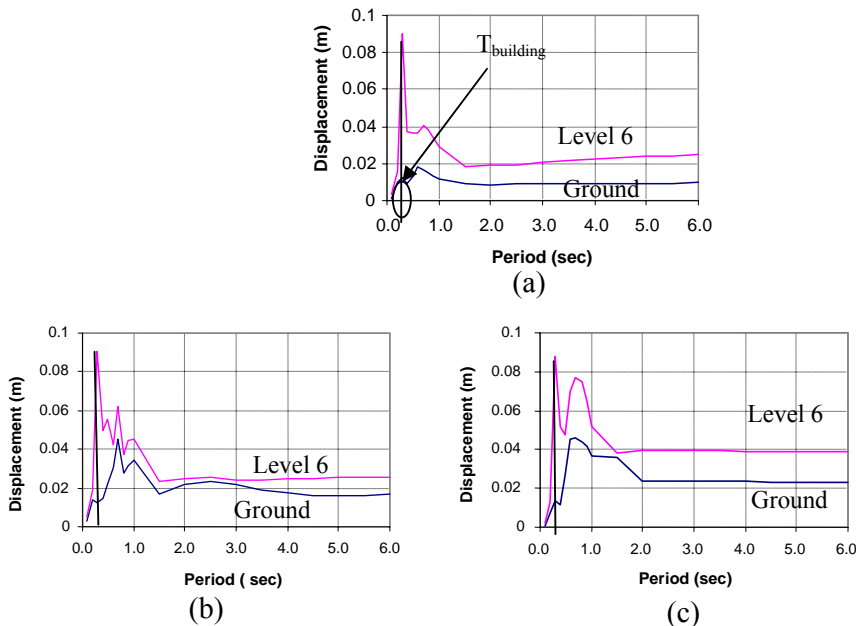 Displacement (m)
0.1
0.08
0.06
0.04
0.02
0
T building
Level 6
Ground
0.0 1.0 2.0 3.0 4.0 5.0 6.0
Period (sec)
(a)
Displacement (m)
0.1
0.08
0.06
0.04
0.02
0
Level 6
Ground
0.0 1.0 2.0 3.0 4.0 5.0 6.0
Period ( sec)
(b)
Displacement (m)
0.1
0.08
0.06
0.04
0.02
0
Level 6
Ground
0.0 1.0 2.0 3.0 4.0 5.0 6.0
Period (sec)
(c)